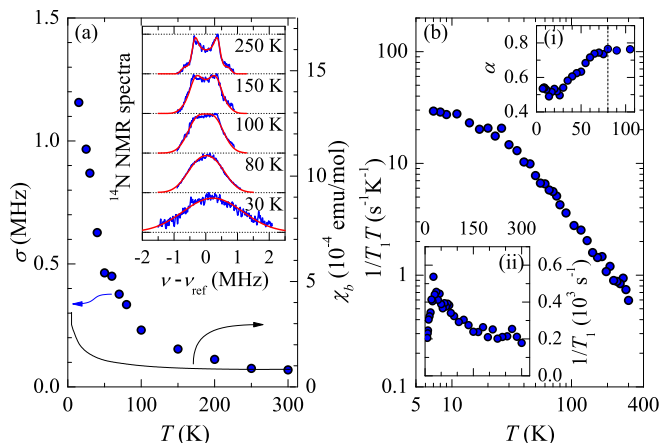 (a)
1.5
1.0
0.5
0.0
σ (MHz)
0
100
200
300
T (K)
15
10
5
0
χb (10-4 emu/mol)
14N NMR spectra
250 K
150 K
100 K
80 K
30 K
-2
-1
0
1
2
ν - νref (MHz)
(b)
100
10
1
0.1
1/T1T (s-1K-1)
5
10
100
400
T (K)
(i)
0.8
0.6
0.4
α
0
50
100
0
150
300
(ii)
0.6
0.4
0.2
0.0
1/T1 (103 s-1)